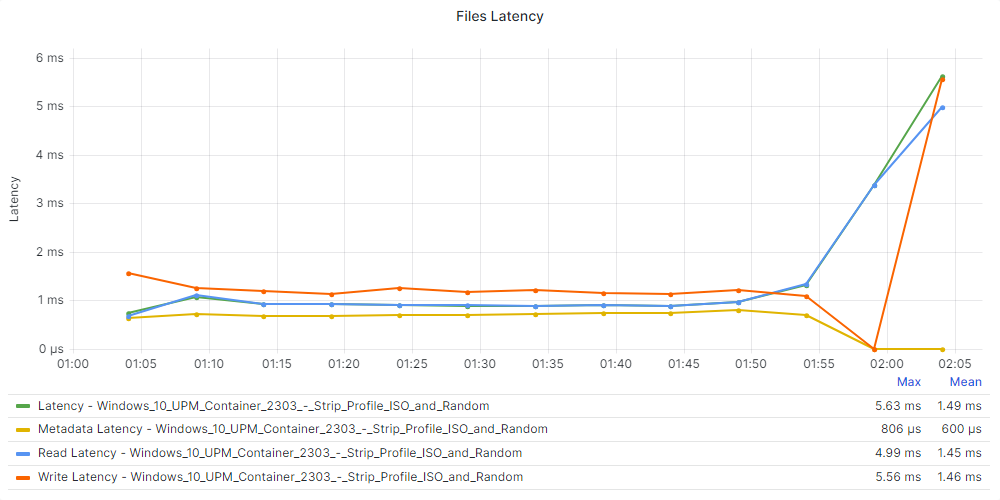 Files Latency
6 ms
5 ms
4 ms
3 ms
2 ms
1 ms
0 µs
Latency
01:00 01:05 01:10 01:15 01:20 01:25 01:30 01:35 01:40 01:45 01:50 01:55 02:00 02:05
Max Mean
Latency - Windows_10_UPM_Container_2303_-_Strip_Profile_ISO_and_Random 5.63 ms 1.49 ms
Metadata Latency - Windows_10_UPM_Container_2303_-_Strip_Profile_ISO_and_Random 806 µs 600 µs
Read Latency - Windows_10_UPM_Container_2303_-_Strip_Profile_ISO_and_Random 4.99 ms 1.45 ms
Write Latency - Windows_10_UPM_Container_2303_-_Strip_Profile_ISO_and_Random 5.56 ms 1.46 ms